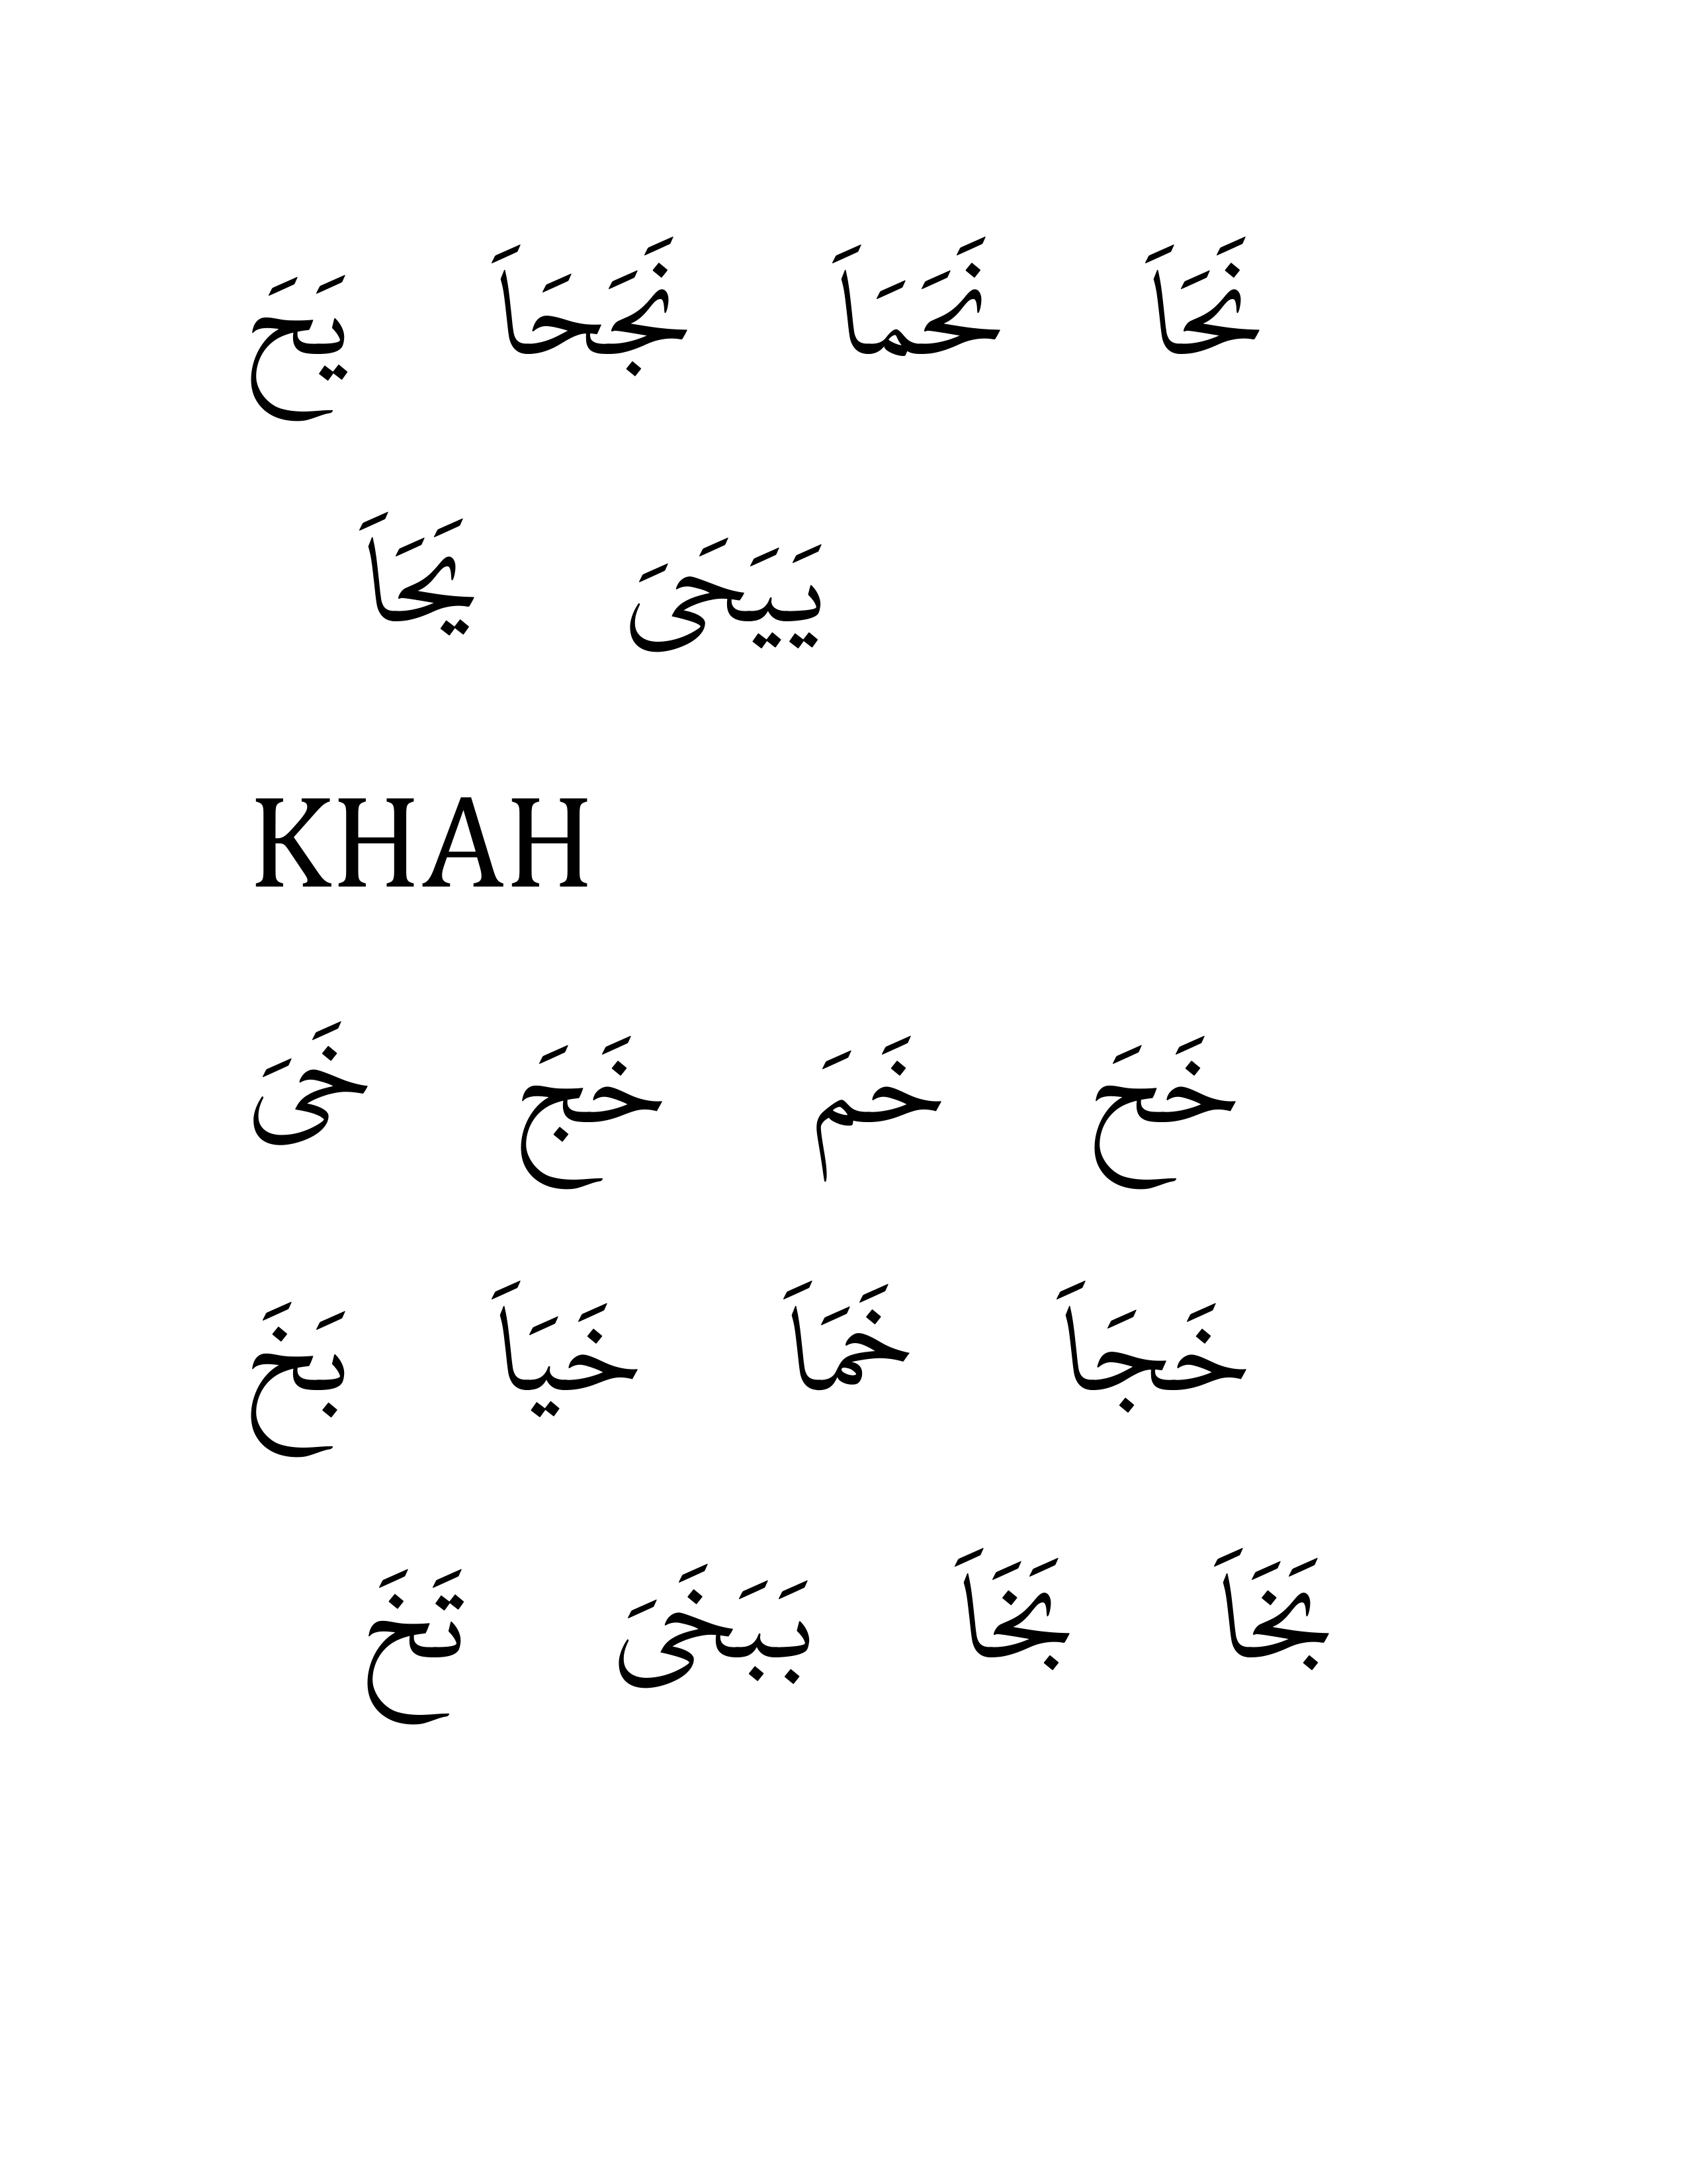 نَحَاَ نَحَمَاَ نَجَحَاَ يَحَ
يَيَحَىَ يَحَاَ
KHAH
خَحَ خَمَ خَجَ خَىَ
خَجَاَ خَمَاَ خَيَاَ بَخَ
بَخَاَ بَخَاَ بَبَخَىَ تَخَ